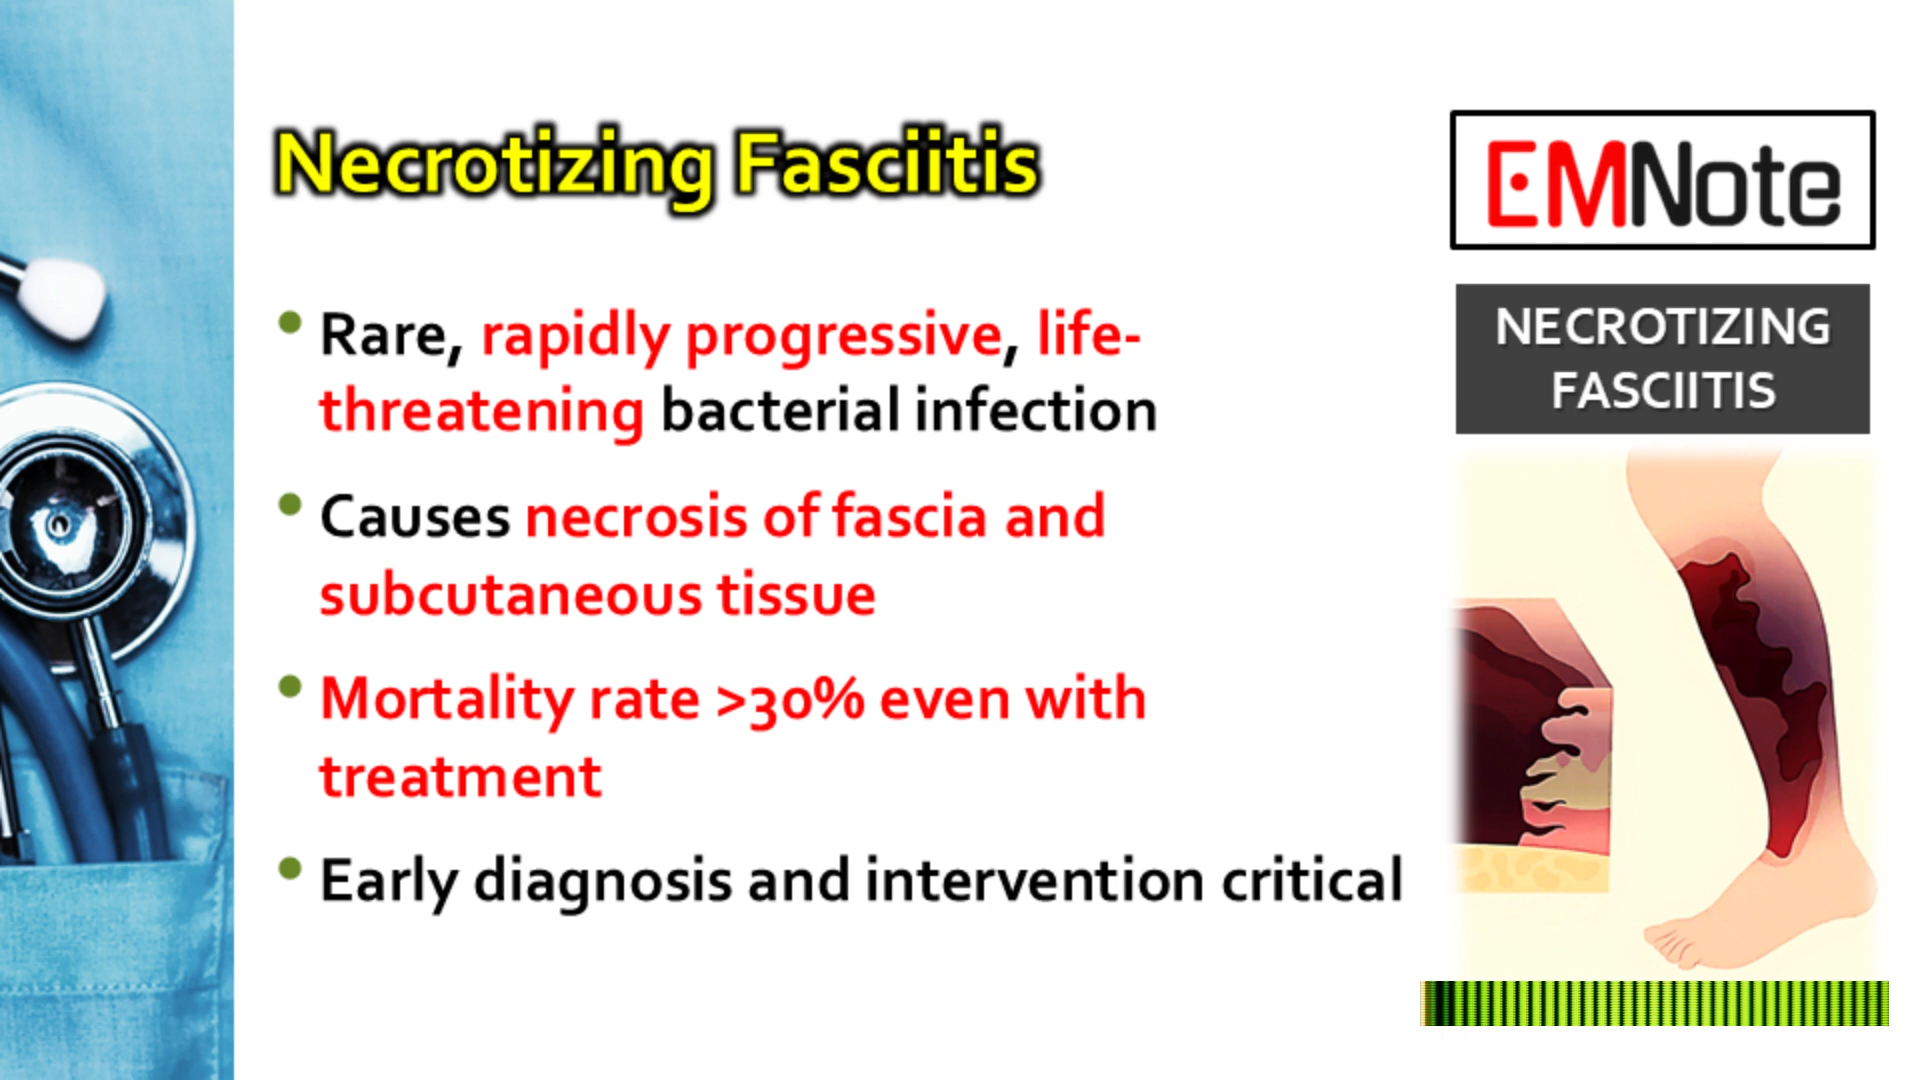 Necrotizing Fasciitis
• Rare, rapidly progressive, life-
threatening bacterial infection
• Causes necrosis of fascia and
subcutaneous tissue
• Mortality rate >30% even with
treatment
• Early diagnosis and intervention critical
EMNote
NECROTIZING
FASCIITIS